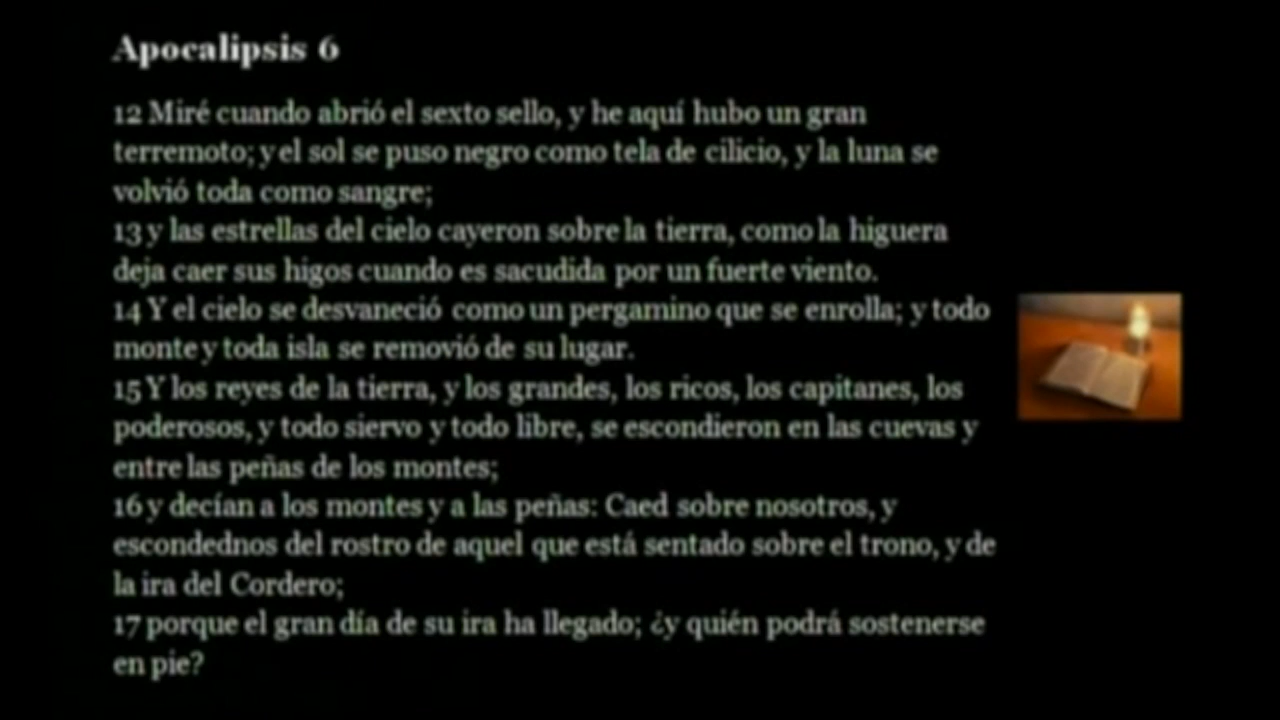 Apocalipsis 6
12 Miré cuando abrió el sexto sello, y he aquí hubo un gran
terremoto; y el sol se puso negro como tela de cilicio, y la luna se
volvió toda como sangre;
13 y las estrellas del cielo cayeron sobre la tierra, como la higuera
deja caer sus higos cuando es sacudida por un fuerte viento.
14 Y el cielo se desvaneció como un pergamino que se enrolla; y todo
monte y toda isla se removió de su lugar.
15 Y los reyes de la tierra, y los grandes, los ricos, los capitanes, los
poderosos, y todo siervo y todo libre, se escondieron en las cuevas y
entre las peñas de los montes;
16 y decían a los montes y a las peñas: Caed sobre nosotros, y
escondednos del rostro de aquel que está sentado sobre el trono, y de
la ira del Cordero;
17 porque el gran día de su ira ha llegado; ¿y quién podrá sostenerse
en pie?